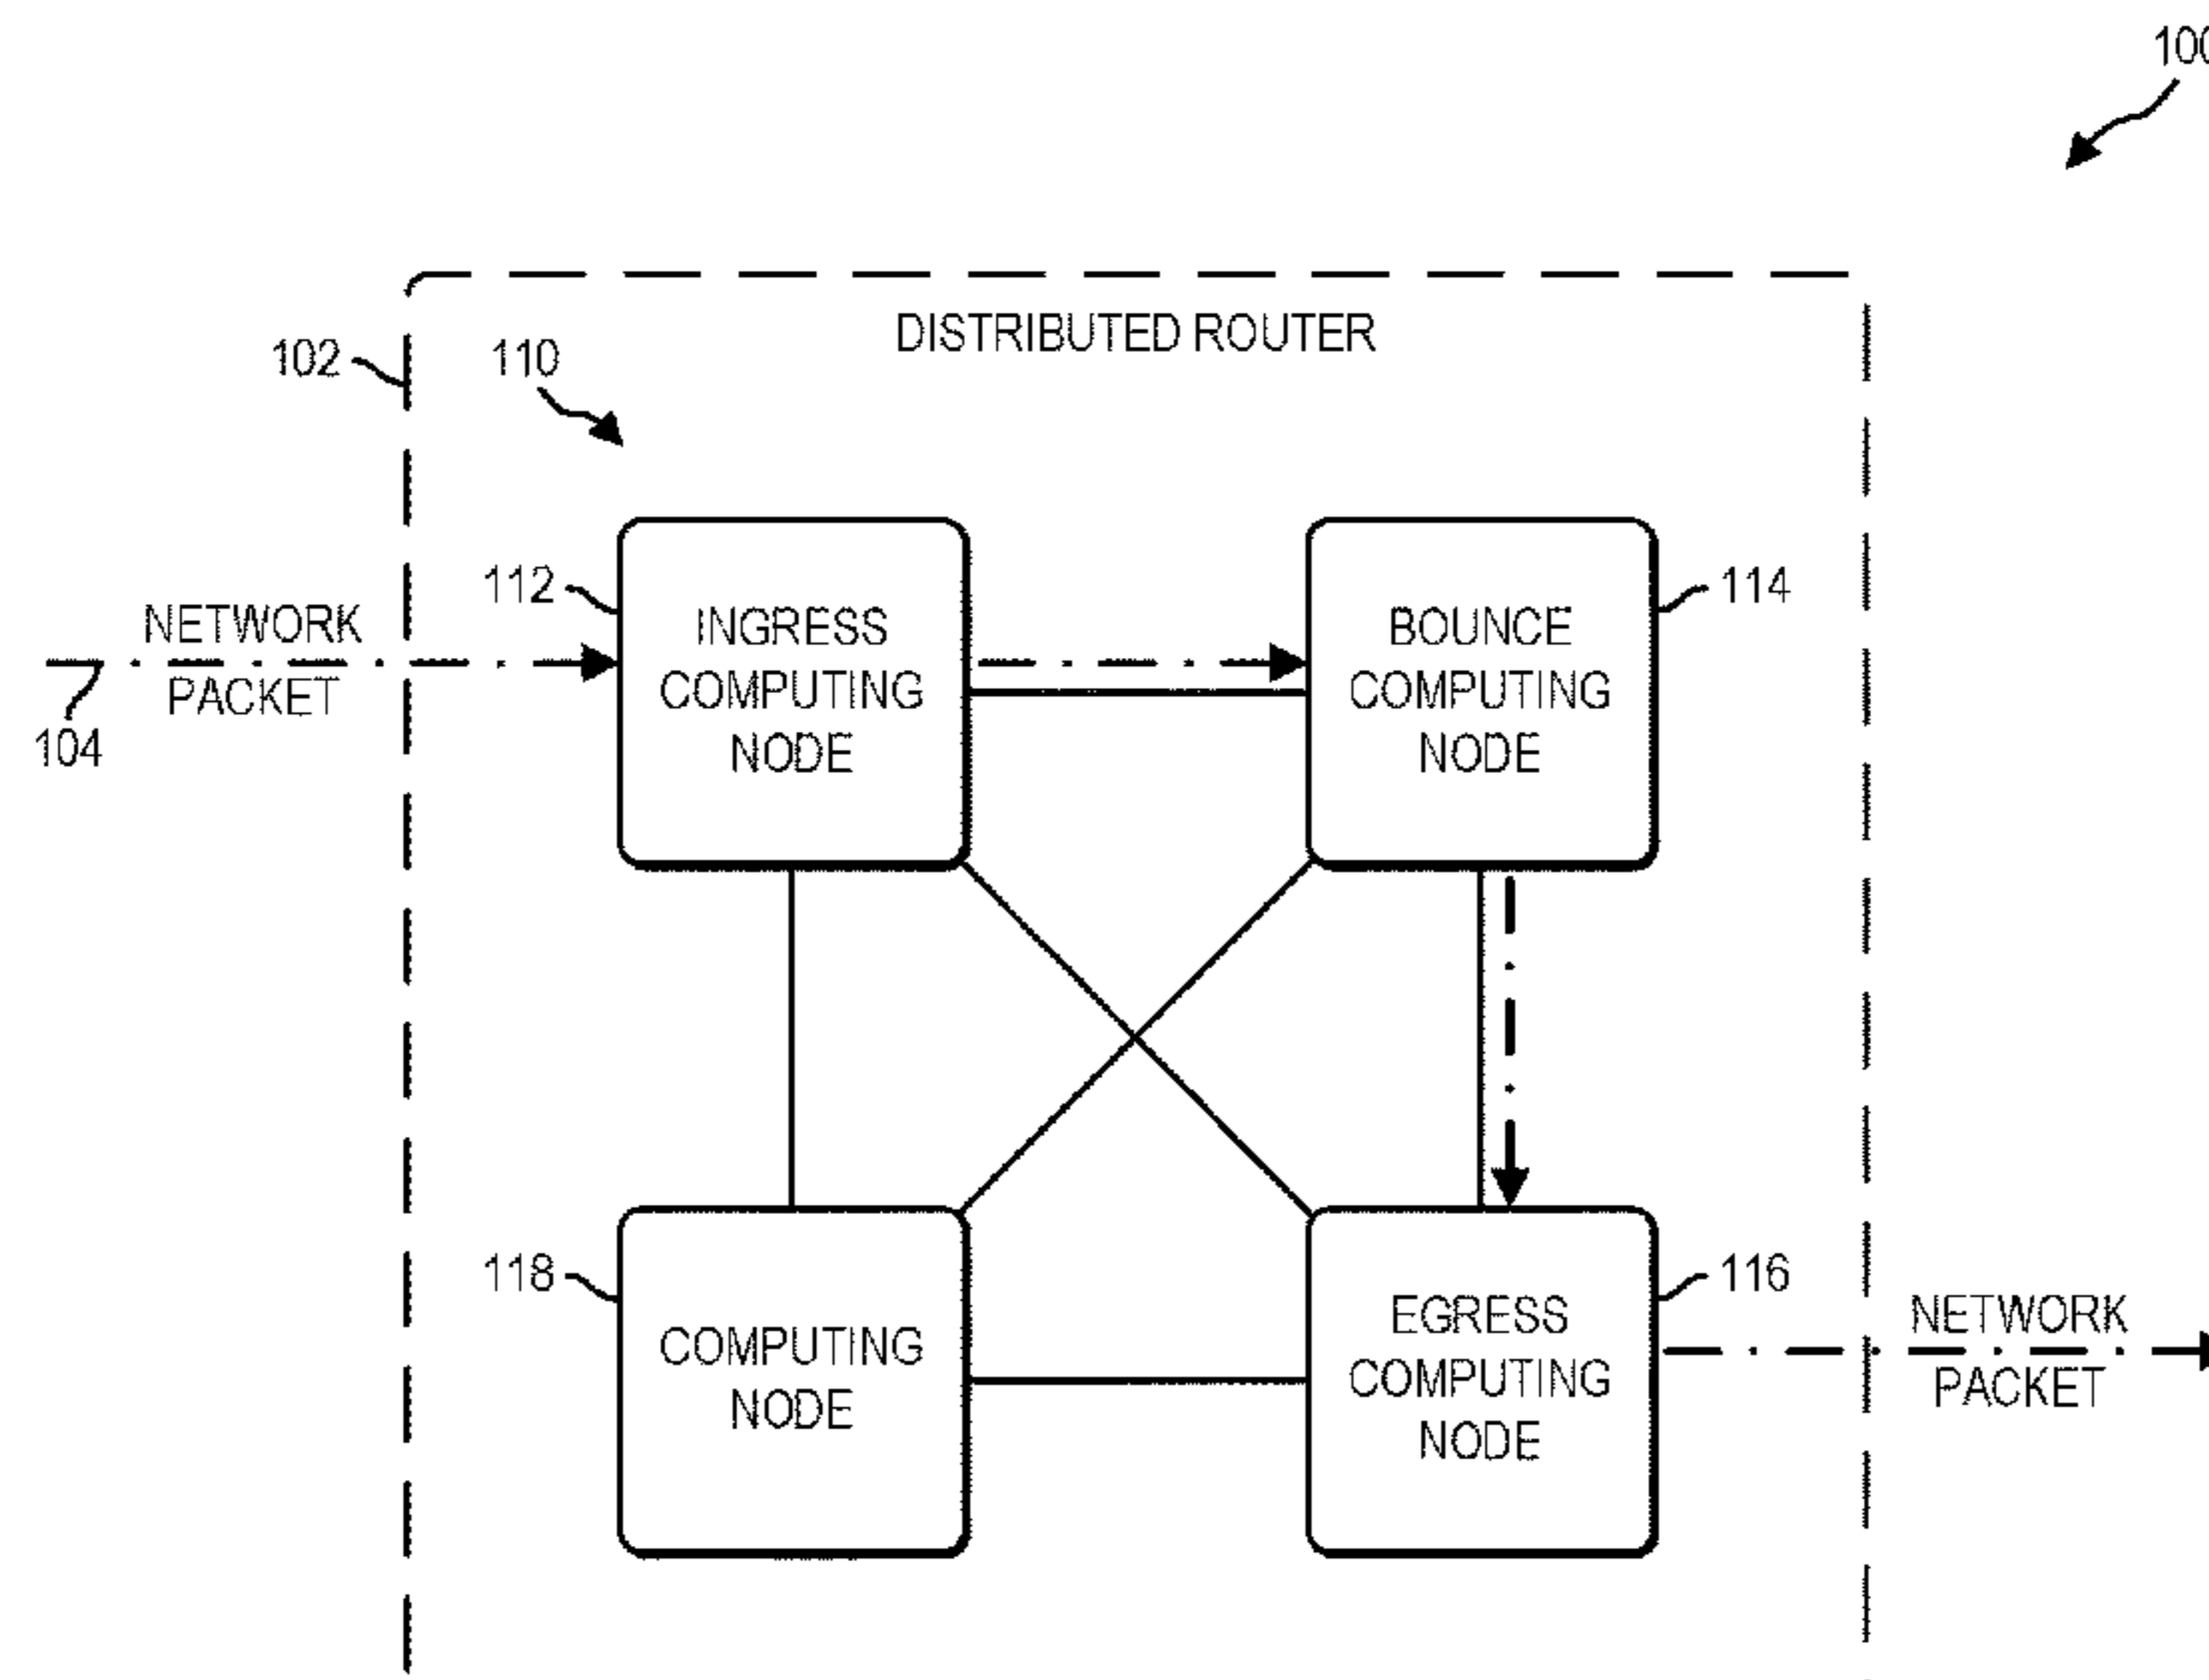 100
DISTRIBUTED ROUTER
102
110
112
114
NETWORK
PACKET
104
INGRESS
COMPUTING
NODE
BOUNCE
COMPUTING
NODE
118
116
COMPUTING
NODE
EGRESS
COMPUTING
NODE
NETWORK
PACKET